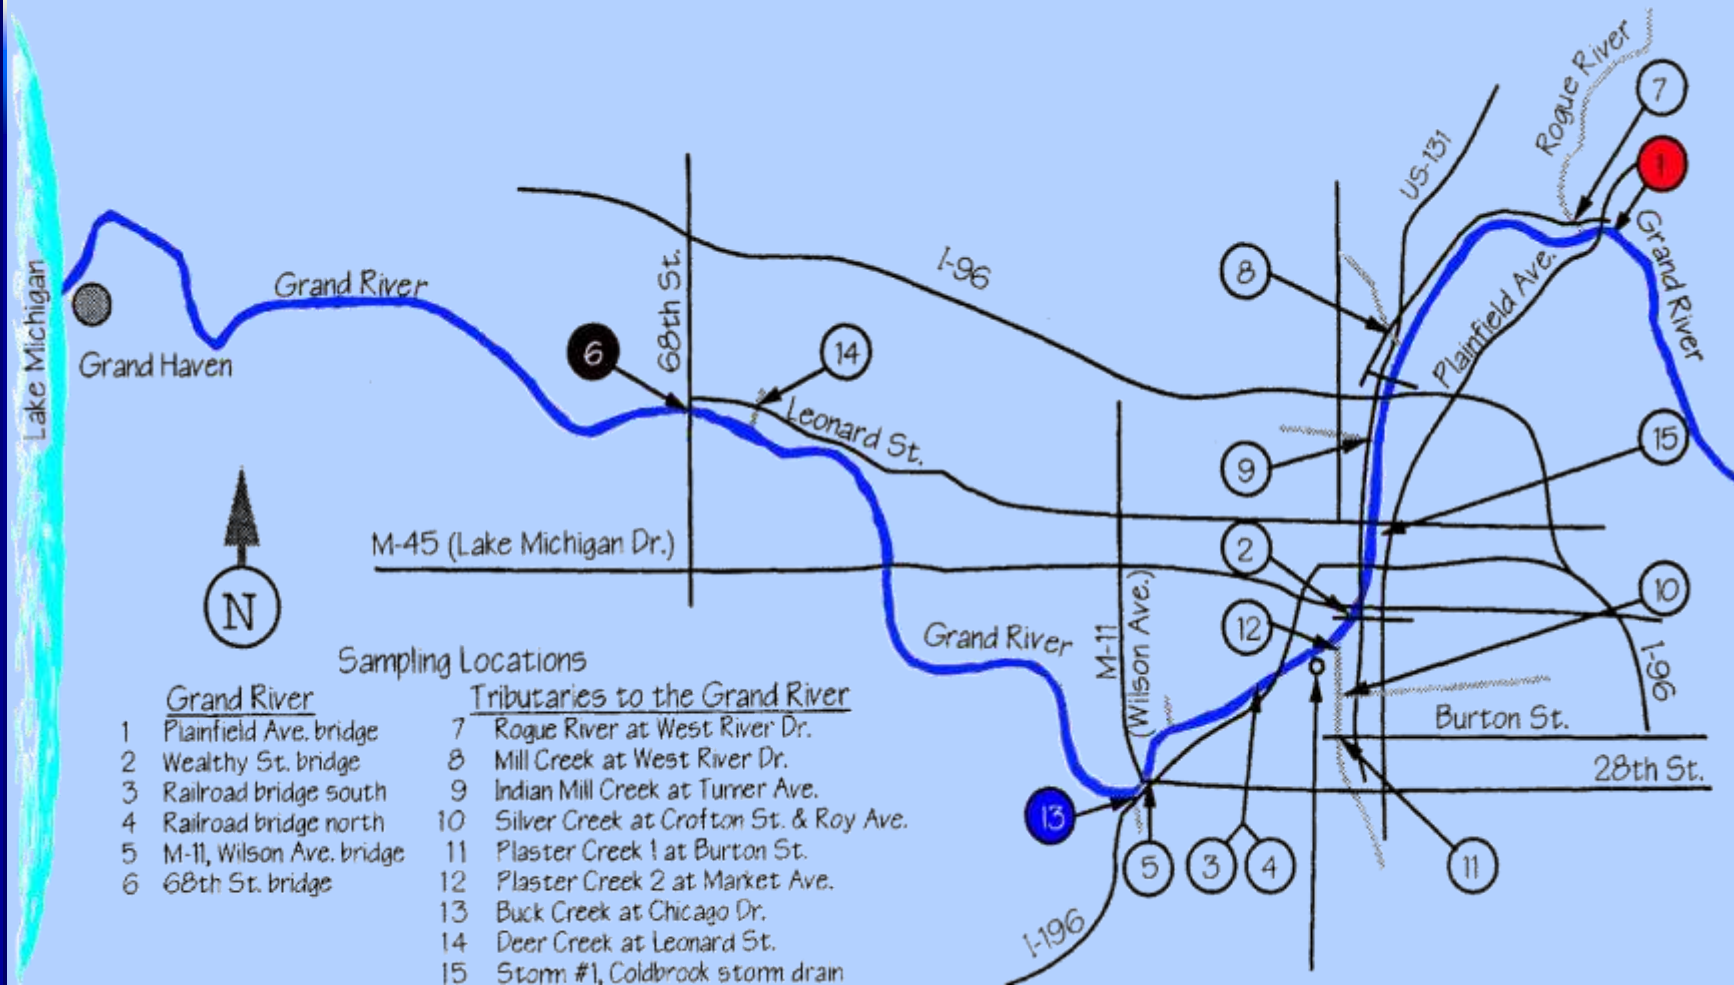 Rogue River
7
1
US-131
Grand River
Plainfield Ave.
8
I-96
68th St.
Grand River
Lake Michigan
Grand Haven
6
14
Leonard St.
15
9
M-45 (Lake Michigan Dr.)
2
10
12
N
Grand River
M-11
(Wilson Ave.)
I-96
Burton St.
28th St.
13
5
3
4
11
I-196
Sampling Locations
Grand River
1 Plainfield Ave. bridge
2 Wealthy St. bridge
3 Railroad bridge south
4 Railroad bridge north
5 M-11, Wilson Ave. bridge
6 68th St. bridge
Tributaries to the Grand River
7 Rogue River at West River Dr.
8 Mill Creek at West River Dr.
9 Indian Mill Creek at Turner Ave.
10 Silver Creek at Crofton St. & Roy Ave.
11 Plaster Creek 1 at Burton St.
12 Plaster Creek 2 at Market Ave.
13 Buck Creek at Chicago Dr.
14 Deer Creek at Leonard St.
15 Storm #1, Coldbrook storm drain